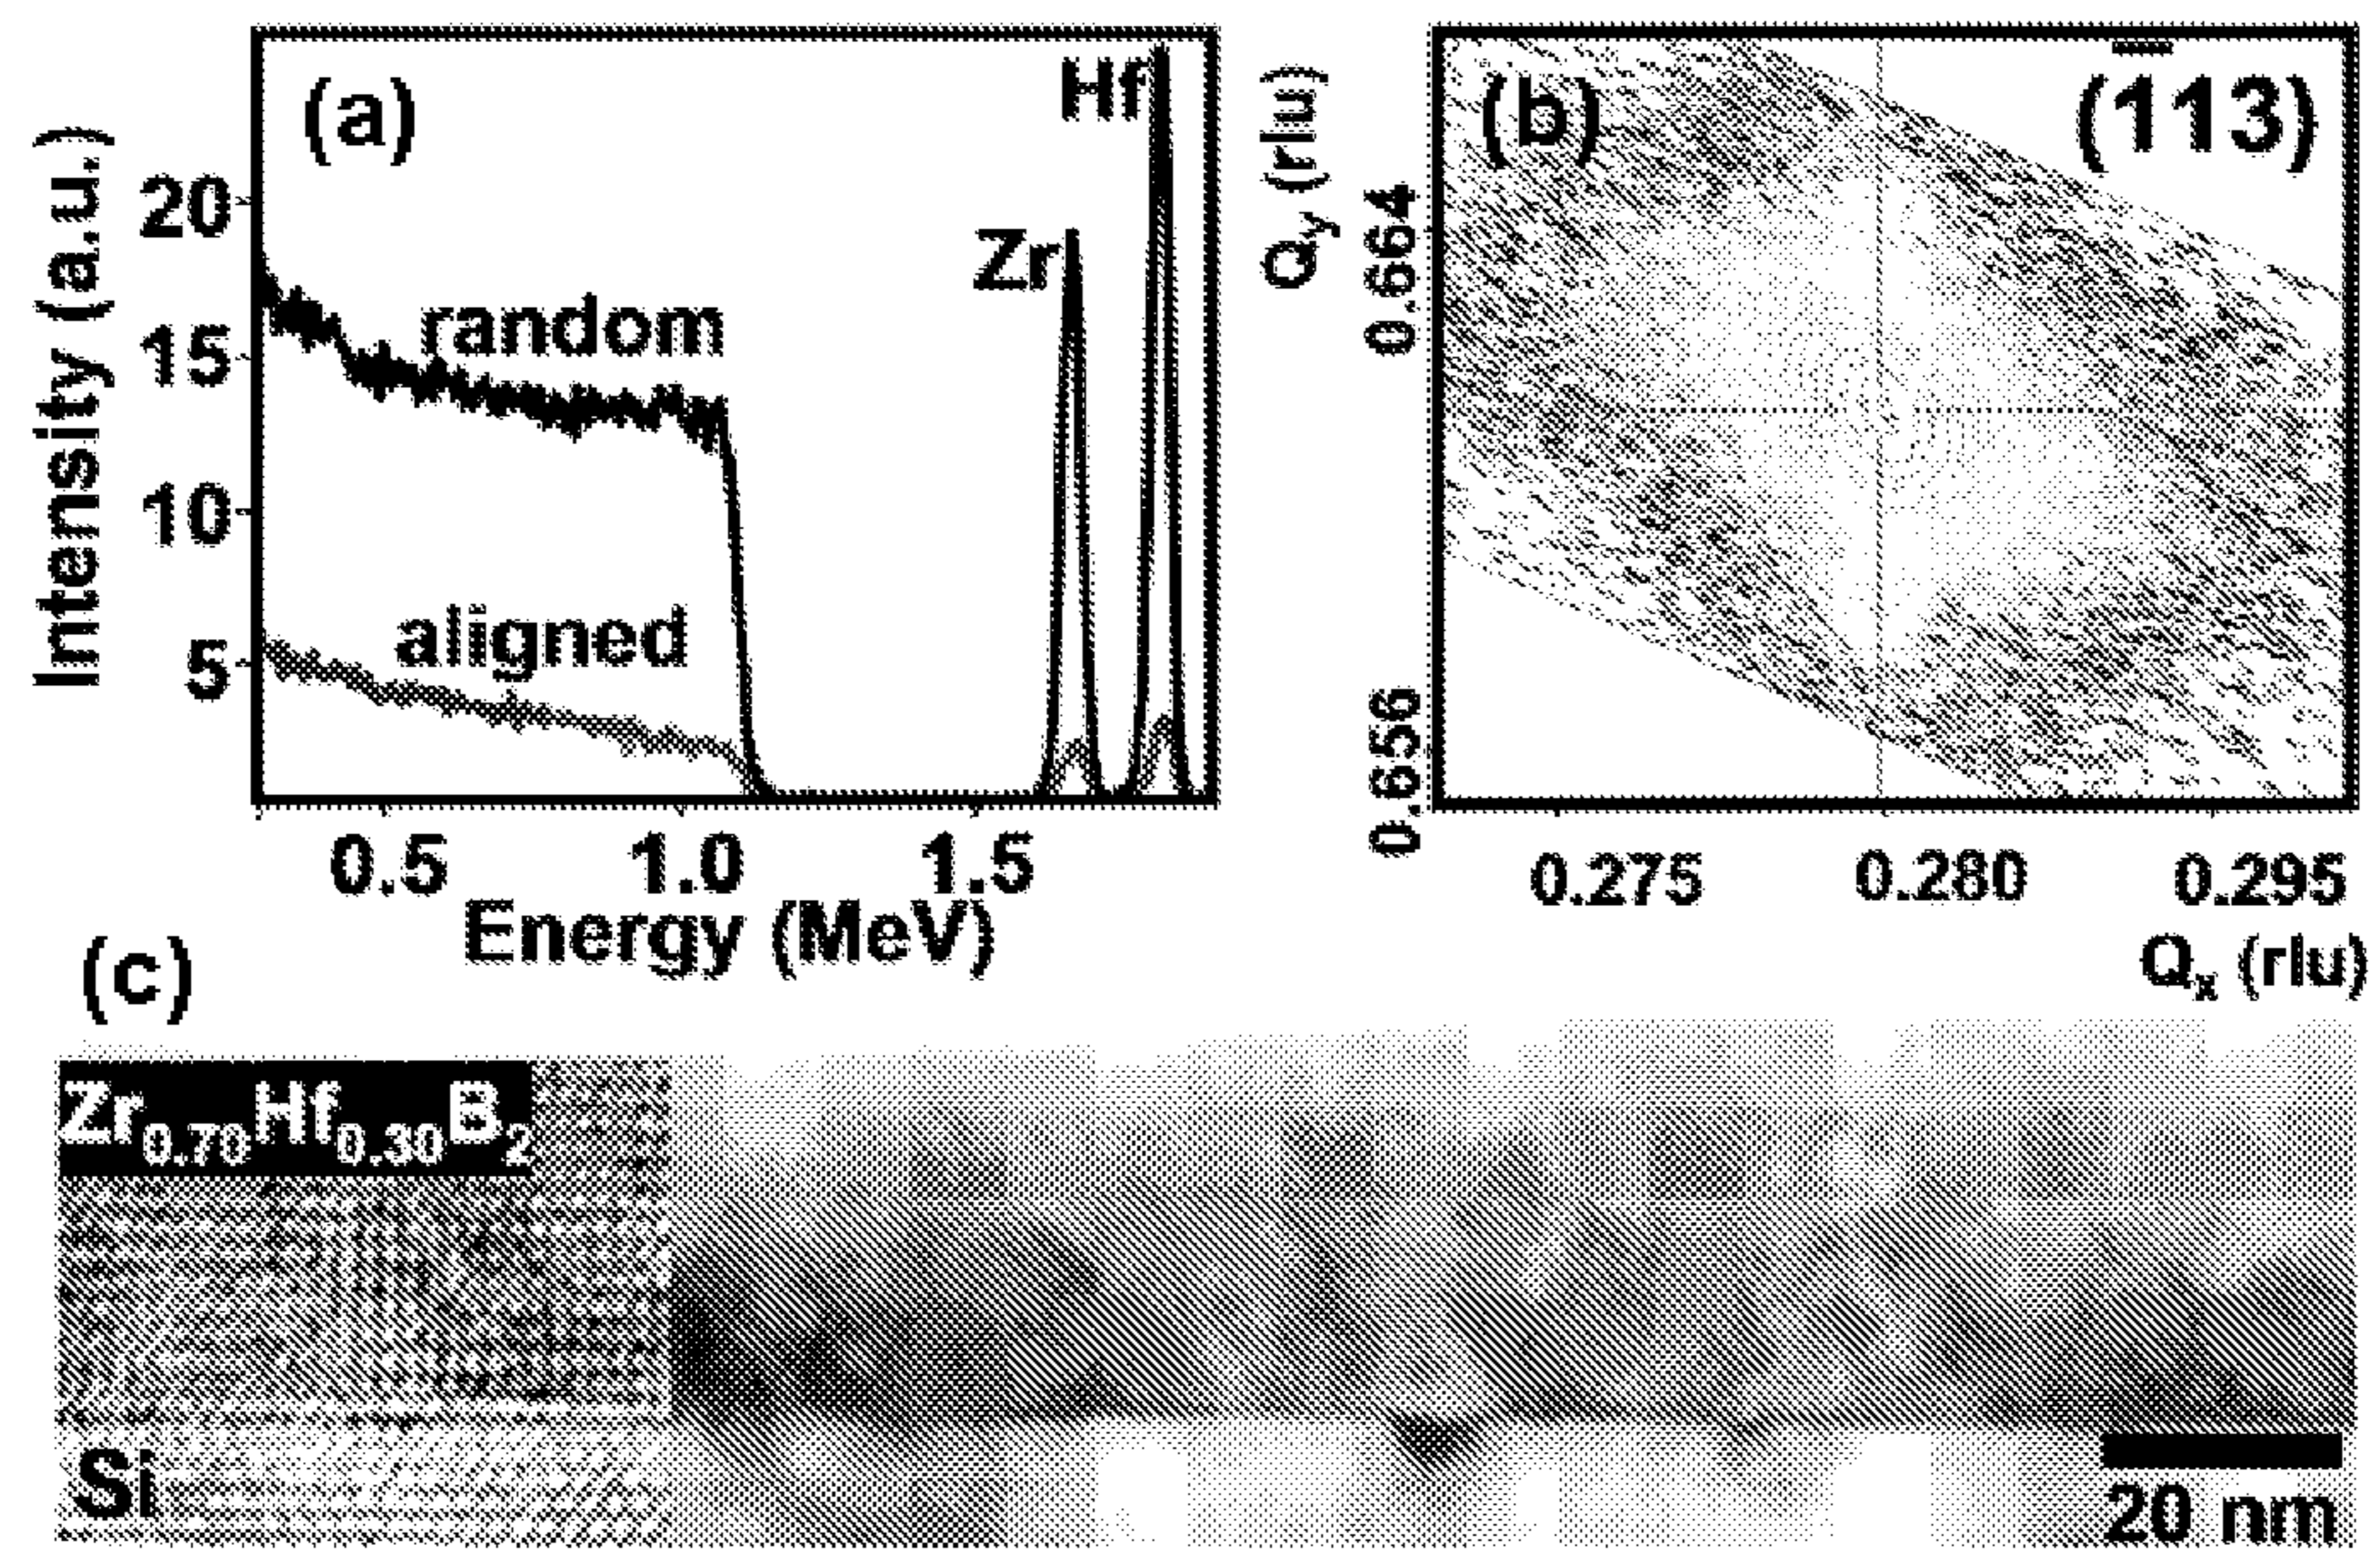 (a)
Hf
Zr
random
aligned
20
15
10
5
Intensity (a.u.)
0.5 1.0 1.5
Energy (MeV)
(b)
(113)
Qy (rlu)
0.664
0.656
0.275 0.280 0.295
Qx (rlu)
(c)
Zr0.70Hf0.30B2
Si
20 nm